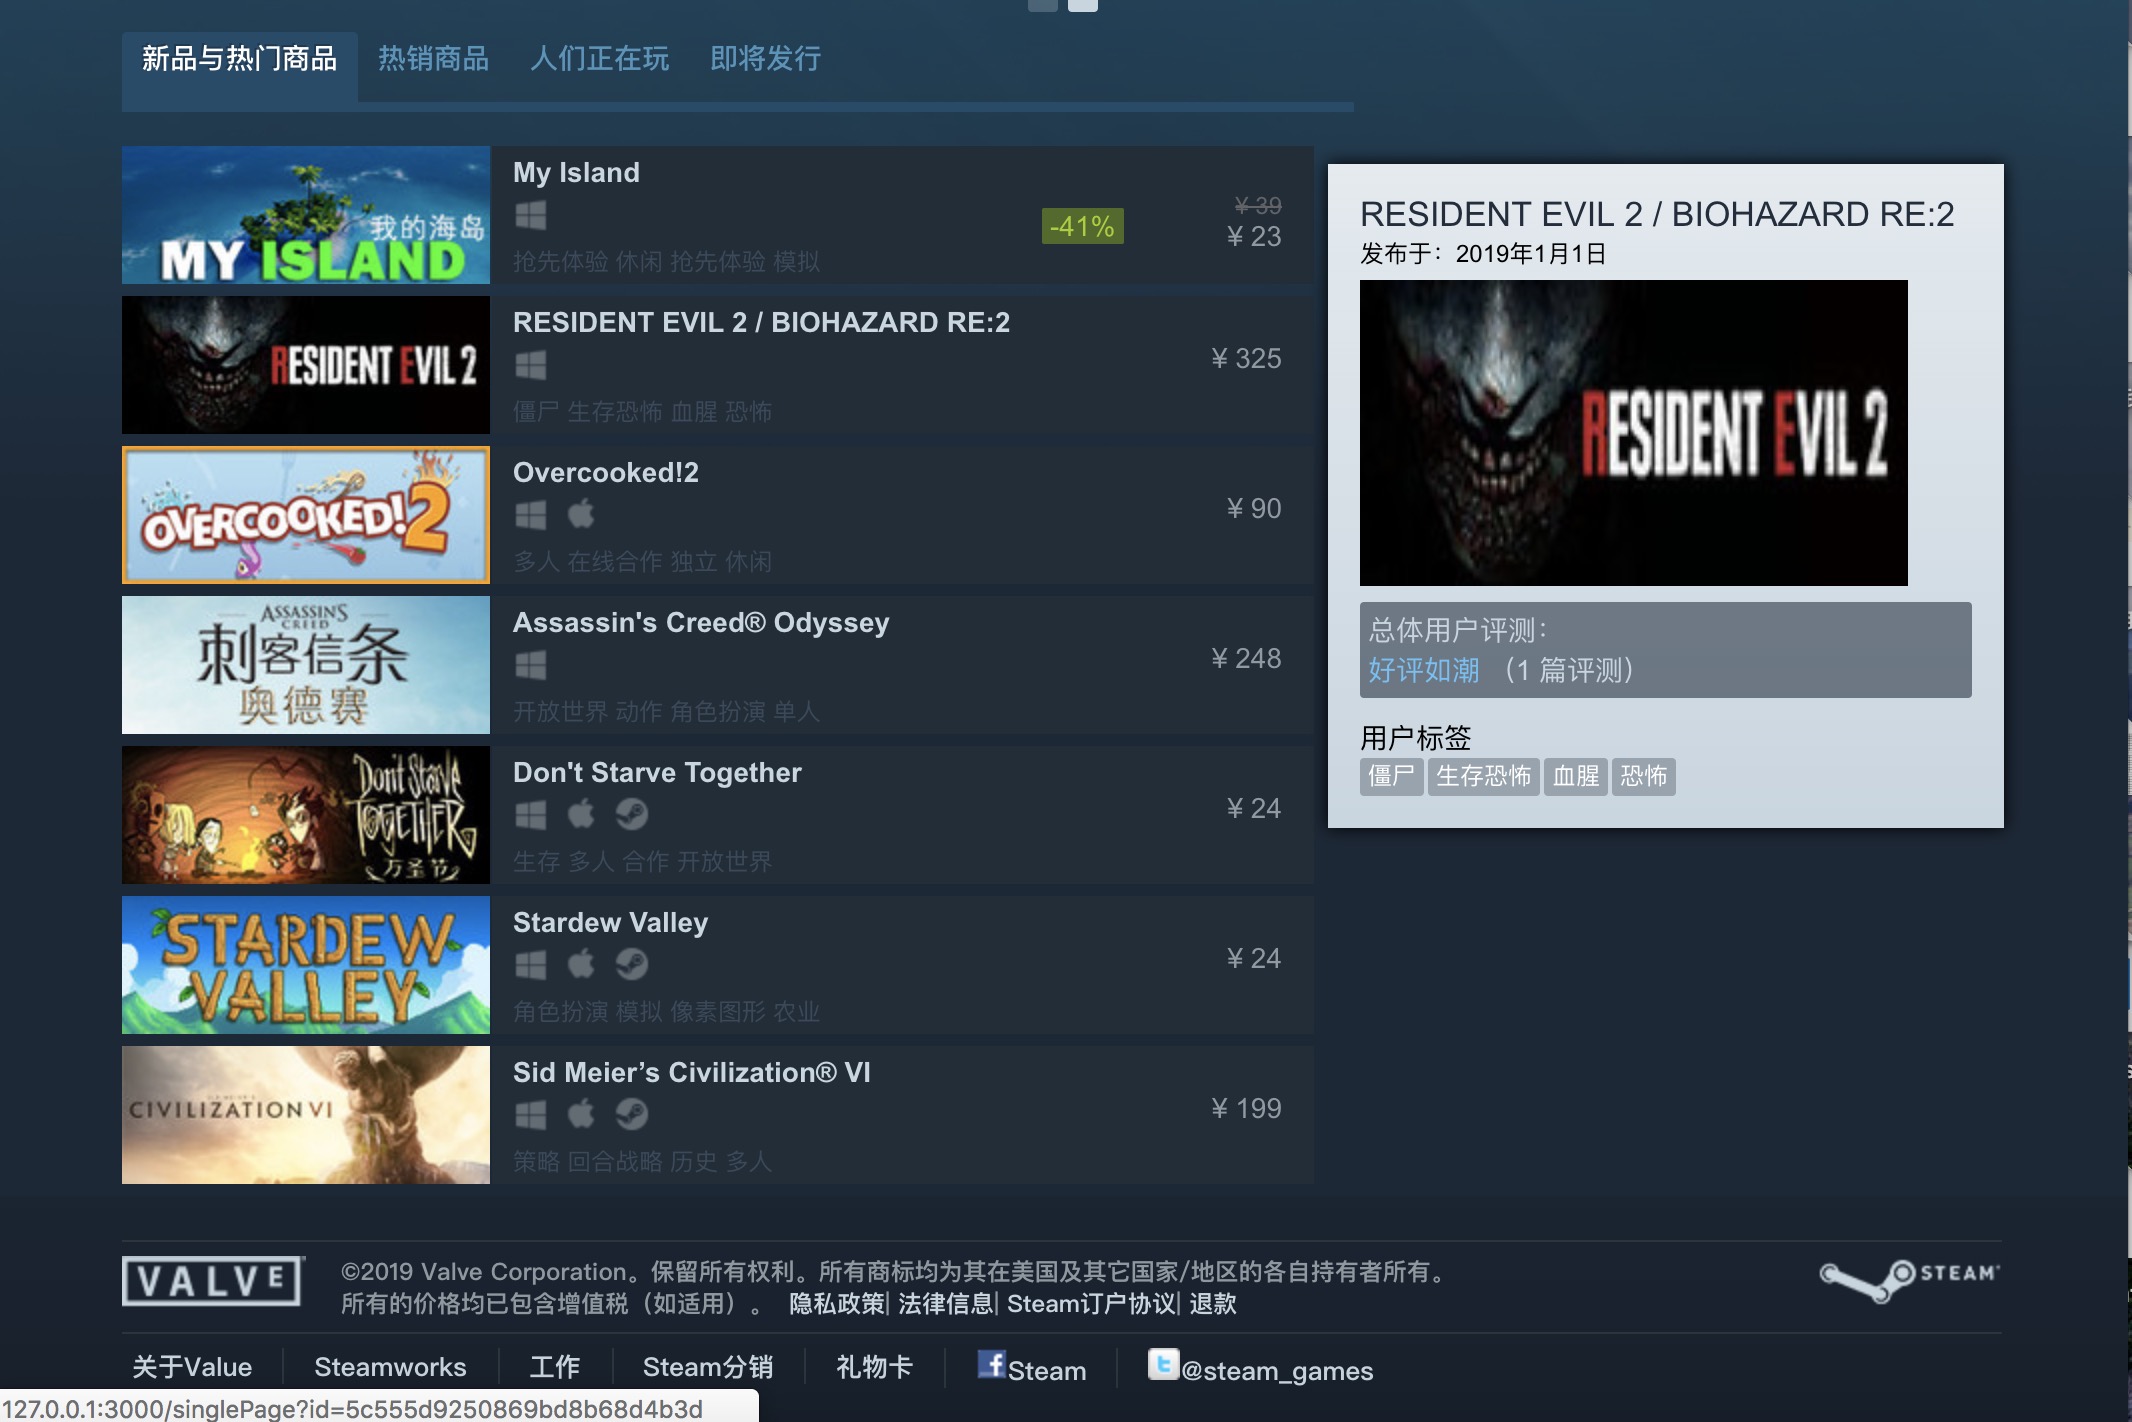 新品与热门商品 热销商品 人们正在玩 即将发行
我的海岛
MY ISLAND
My Island
-41%
¥ 39
¥ 23
抢先体验 休闲 抢先体验 模拟
RESIDENT EVIL 2
RESIDENT EVIL 2 / BIOHAZARD RE:2
¥ 325
僵尸 生存恐怖 血腥 恐怖
OVERCOOKED!2
Overcooked!2
¥ 90
多人 在线合作 独立 休闲
ASSASSIN'S
CREED
刺客信条
奥德赛
Assassin's Creed® Odyssey
¥ 248
开放世界 动作 角色扮演 单人
Don't Starve
TOGETHER
万圣节
Don't Starve Together
¥ 24
生存 多人 合作 开放世界
STARDEW
VALLEY
Stardew Valley
¥ 24
角色扮演 模拟 像素图形 农业
CIVILIZATION VI
Sid Meier’s Civilization® VI
¥ 199
策略 回合战略 历史 多人
RESIDENT EVIL 2 / BIOHAZARD RE:2
发布于：2019年1月1日
RESIDENT EVIL 2
总体用户评测：
好评如潮 （1 篇评测）
用户标签
僵尸 生存恐怖 血腥 恐怖
VALVE
©2019 Valve Corporation。保留所有权利。所有商标均为其在美国及其它国家/地区的各自持有者所有。
所有的价格均已包含增值税（如适用）。 隐私政策| 法律信息| Steam订户协议| 退款
STEAM
关于Value Steamworks 工作 Steam分销 礼物卡 Steam @steam_games
127.0.0.1:3000/singlePage?id=5c555d9250869bd8b68d4b3d